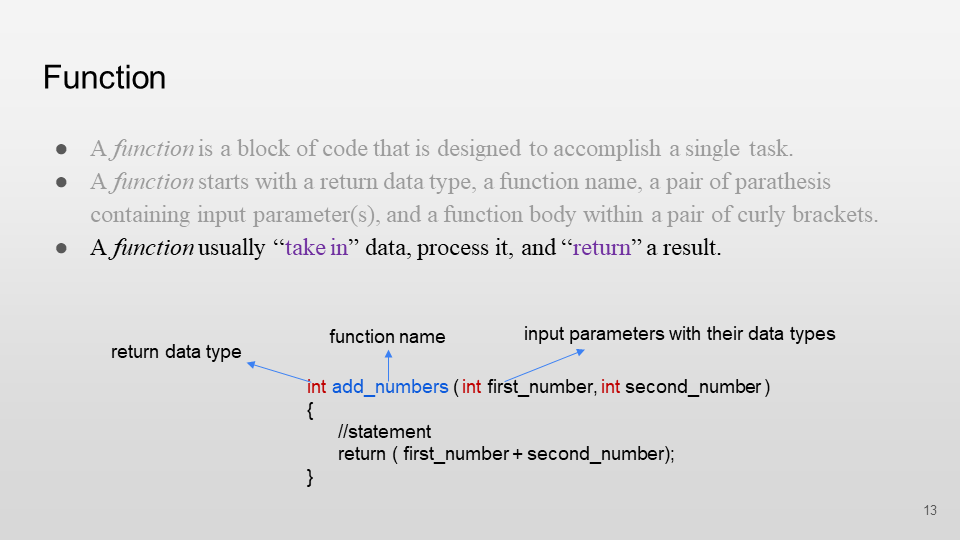 Function
● A function is a block of code that is designed to accomplish a single task.
● A function starts with a return data type, a function name, a pair of parathesis
containing input parameter(s), and a function body within a pair of curly brackets.
● A function usually “take in” data, process it, and “return” a result.
return data type
function name
input parameters with their data types
int add_numbers ( int first_number, int second_number )
{
//statement
return ( first_number + second_number);
}
13